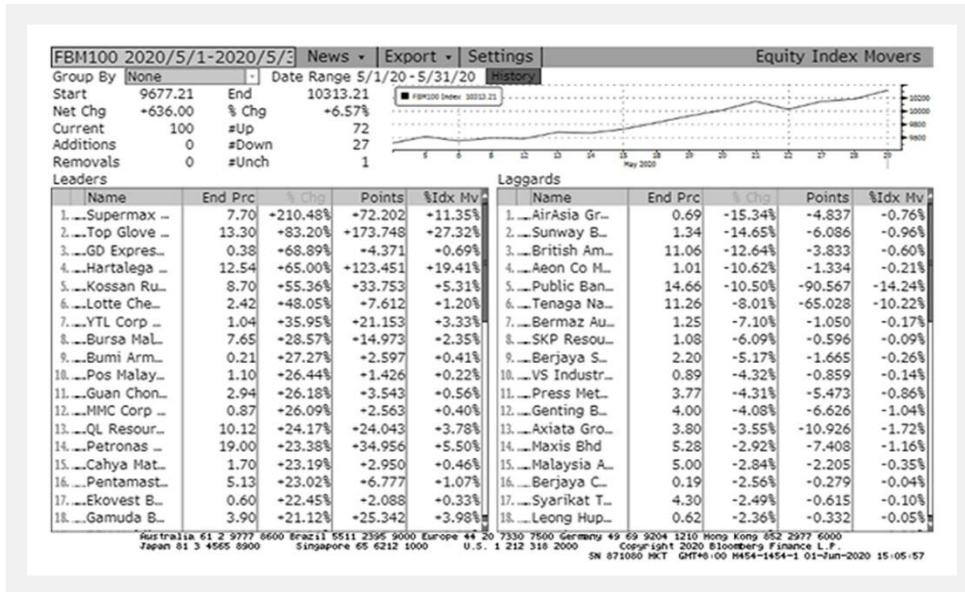 FBM100 2020/5/1-2020/5/3 News Export Settings Equity Index Movers
Group By None Date Range 5/1/20-5/31/20 History
Start 9677.21 End 10313.21
Net Chg +636.00 % Chg +6.57%
Current 100 #Up 72
Additions 0 #Down 27
Removals 0 #Unch 1
FBM100 Index 10313.21
10200
10000
9800
9600
5 6 8 12 13 14 15 18 19 20 21 22 27 28 29
May 2020
Leaders
Name End Prc % Chg Points %Idx Mv
1. Supermax … 7.70 +210.48% +72.202 +11.35%
2. Top Glove … 13.30 +83.20% +173.748 +27.32%
3. GD Expres… 0.38 +68.89% +4.371 +0.69%
4. Hartalega … 12.54 +65.00% +123.451 +19.41%
5. Kossan Ru… 8.70 +55.36% +33.753 +5.31%
6. Lotte Che… 2.42 +48.05% +7.612 +1.20%
7. YTL Corp … 1.04 +35.95% +21.153 +3.33%
8. Bursa Mal… 7.65 +28.57% +14.973 +2.35%
9. Bumi Arm… 0.21 +27.27% +2.597 +0.41%
10. Pos Malay… 1.10 +26.44% +1.426 +0.22%
11. Guan Chon… 2.94 +26.18% +3.543 +0.56%
12. MMC Corp … 0.87 +26.09% +2.563 +0.40%
13. QL Resour… 10.12 +24.17% +24.043 +3.78%
14. Petronas … 19.00 +23.38% +34.956 +5.50%
15. Cahya Mat… 1.70 +23.19% +2.950 +0.46%
16. Pentamast… 5.13 +23.02% +6.777 +1.07%
17. Ekovest B… 0.60 +22.45% +2.088 +0.33%
18. Gamuda B… 3.90 +21.12% +25.342 +3.98%
Laggards
Name End Prc % Chg Points %Idx Mv
1. AirAsia Gr… 0.69 -15.34% -4.837 -0.76%
2. Sunway B… 1.34 -14.65% -6.086 -0.96%
3. British Am… 11.06 -12.64% -3.833 -0.60%
4. Aeon Co M… 1.01 -10.62% -1.334 -0.21%
5. Public Ban… 14.66 -10.50% -90.567 -14.24%
6. Tenaga Na… 11.26 -8.01% -65.028 -10.22%
7. Bermaz Au… 1.25 -7.10% -1.050 -0.17%
8. SKP Resou… 1.08 -6.09% -0.596 -0.09%
9. Berjaya S… 2.20 -5.17% -1.665 -0.26%
10. VS Industr… 0.89 -4.32% -0.859 -0.14%
11. Press Met… 3.77 -4.31% -5.473 -0.86%
12. Genting B… 4.00 -4.08% -6.626 -1.04%
13. Axiata Gro… 3.80 -3.55% -10.926 -1.72%
14. Maxis Bhd 5.28 -2.92% -7.408 -1.16%
15. Malaysia A… 5.00 -2.84% -2.205 -0.35%
16. Berjaya C… 0.19 -2.56% -0.279 -0.04%
17. Syarikat T… 4.30 -2.49% -0.615 -0.10%
18. Leong Hup… 0.62 -2.36% -0.332 -0.05%
Australia 61 2 9777 8600 Brazil 5511 2395 9000 Europe 44 20 7330 7500 Germany 49 69 9204 1210 Hong Kong 852 2977 6000
Japan 81 3 4565 8900 Singapore 65 6212 1000 U.S. 1 212 318 2000 Copyright 2020 Bloomberg Finance L.P.
SN 871080 MKT GMT+8:00 H454-1454-1 01-Jun-2020 15:05:57